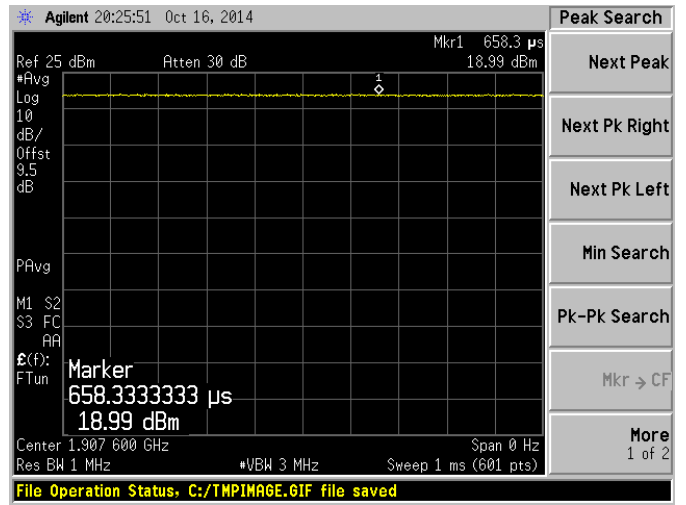 Agilent 20:25:51 Oct 16, 2014
Peak Search
Mkr1 658.3 µs
Ref 25 dBm Atten 30 dB 18.99 dBm
#Avg
Log
10
dB/
Offst
9.5
dB
1
PAvg
M1 S2
S3 FC
AA
£(f):
FTun
Marker
658.3333333 µs
18.99 dBm
Center 1.907 600 GHz Span 0 Hz
Res BW 1 MHz #VBW 3 MHz Sweep 1 ms (601 pts)
File Operation Status, C:/TMPIMAGE.GIF file saved
Next Peak
Next Pk Right
Next Pk Left
Min Search
Pk-Pk Search
Mkr → CF
More
1 of 2